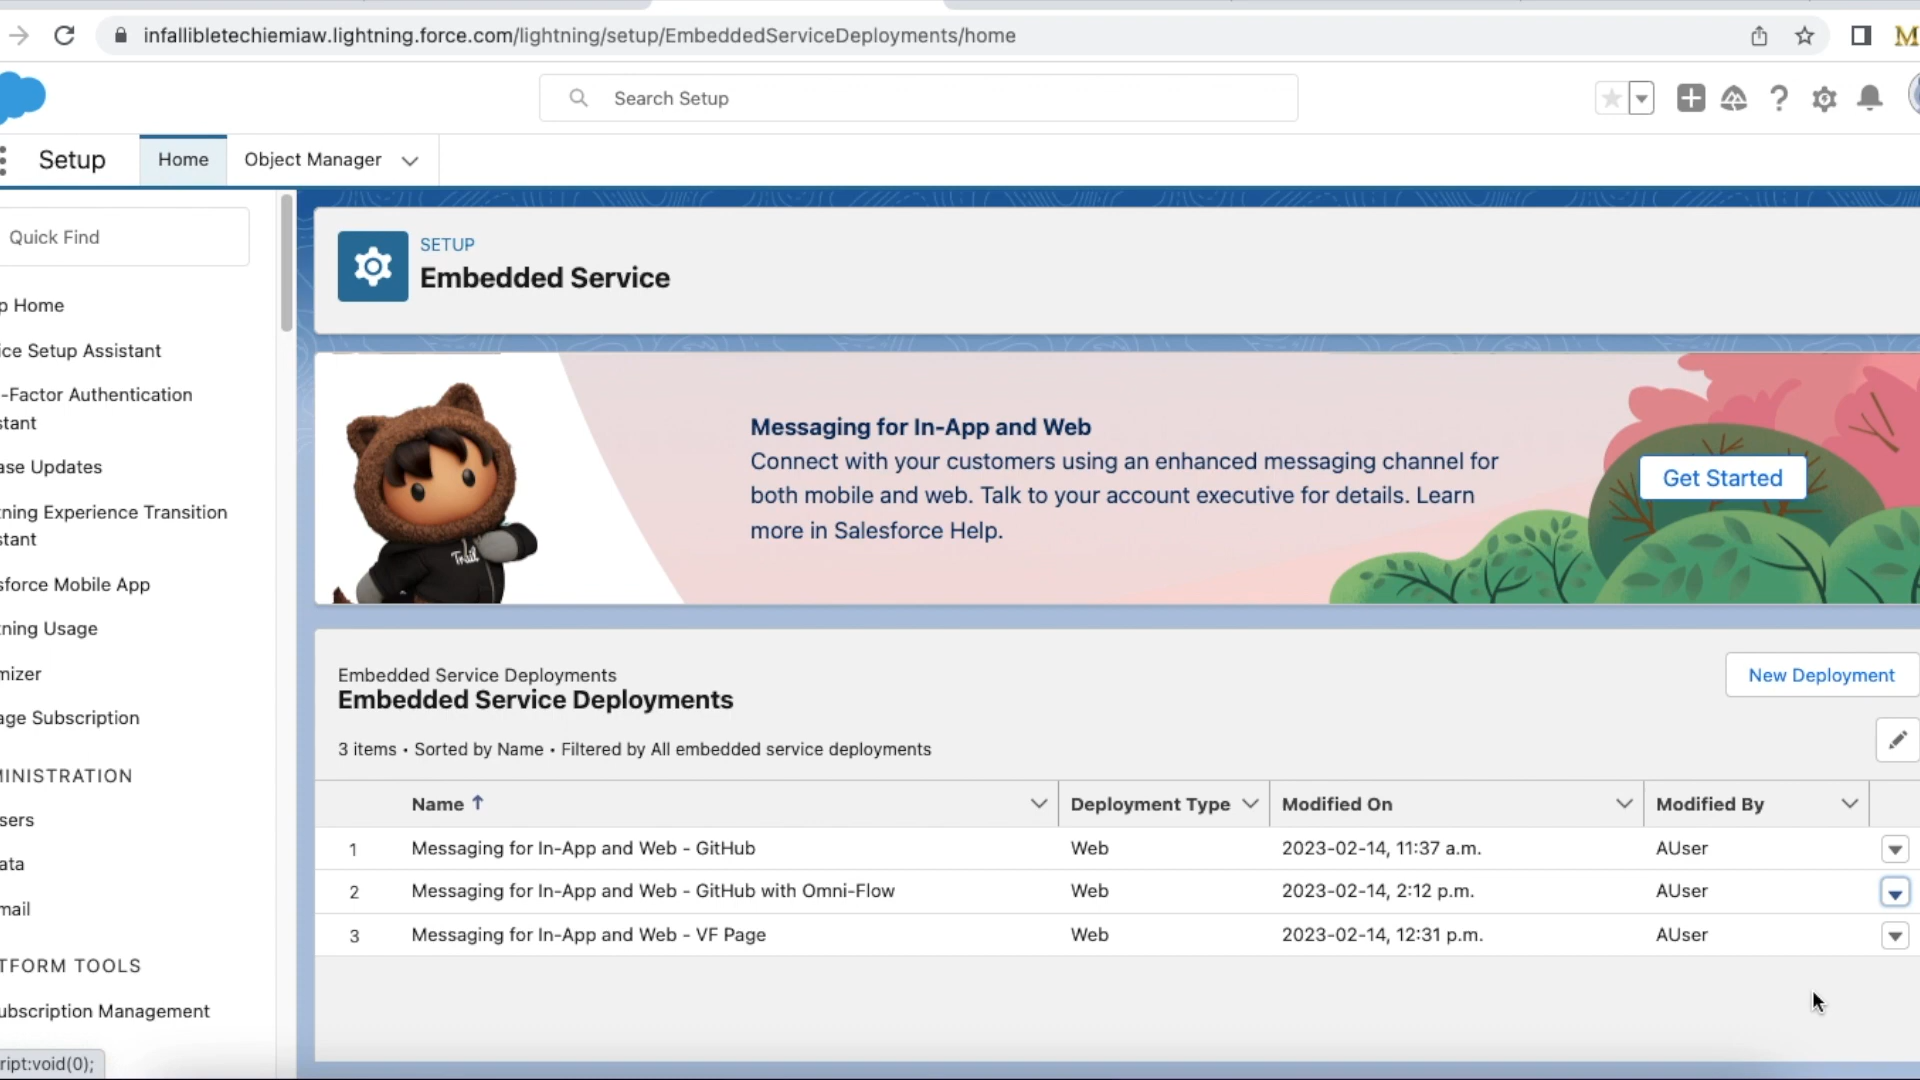 infallibletechiemiaw.lightning.force.com/lightning/setup/EmbeddedServiceDeployments/home
M
Search Setup
Setup
Home
Object Manager
Quick Find
p Home
ice Setup Assistant
-Factor Authentication
stant
ase Updates
tning Experience Transition
stant
sforce Mobile App
tning Usage
mizer
age Subscription
MINISTRATION
sers
ata
mail
TFORM TOOLS
ubscription Management
ript:void(0);
SETUP
Embedded Service
Trail
Messaging for In-App and Web
Connect with your customers using an enhanced messaging channel for
both mobile and web. Talk to your account executive for details. Learn
more in Salesforce Help.
Get Started
Embedded Service Deployments
Embedded Service Deployments
New Deployment
3 items • Sorted by Name • Filtered by All embedded service deployments
Name ↑ Deployment Type Modified On Modified By
1 Messaging for In-App and Web - GitHub Web 2023-02-14, 11:37 a.m. AUser
2 Messaging for In-App and Web - GitHub with Omni-Flow Web 2023-02-14, 2:12 p.m. AUser
3 Messaging for In-App and Web - VF Page Web 2023-02-14, 12:31 p.m. AUser